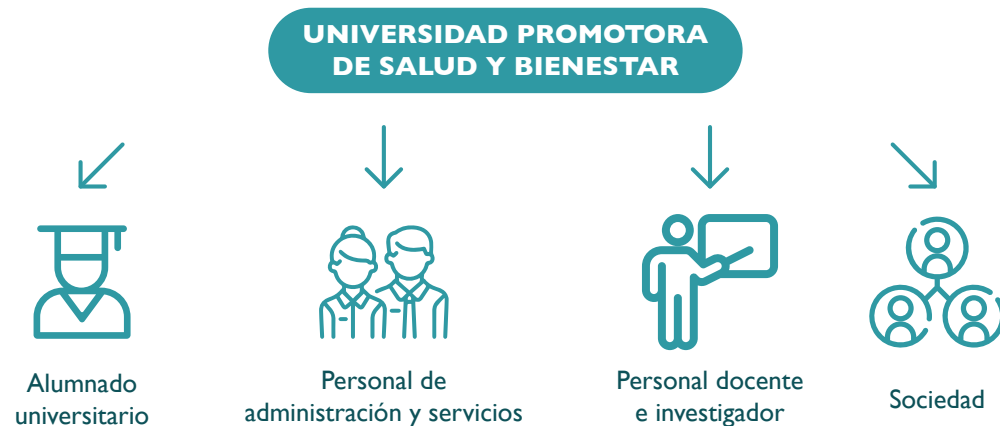 UNIVERSIDAD PROMOTORA
DE SALUD Y BIENESTAR
Alumnado
universitario
Personal de
administración y servicios
Personal docente
e investigador
Sociedad